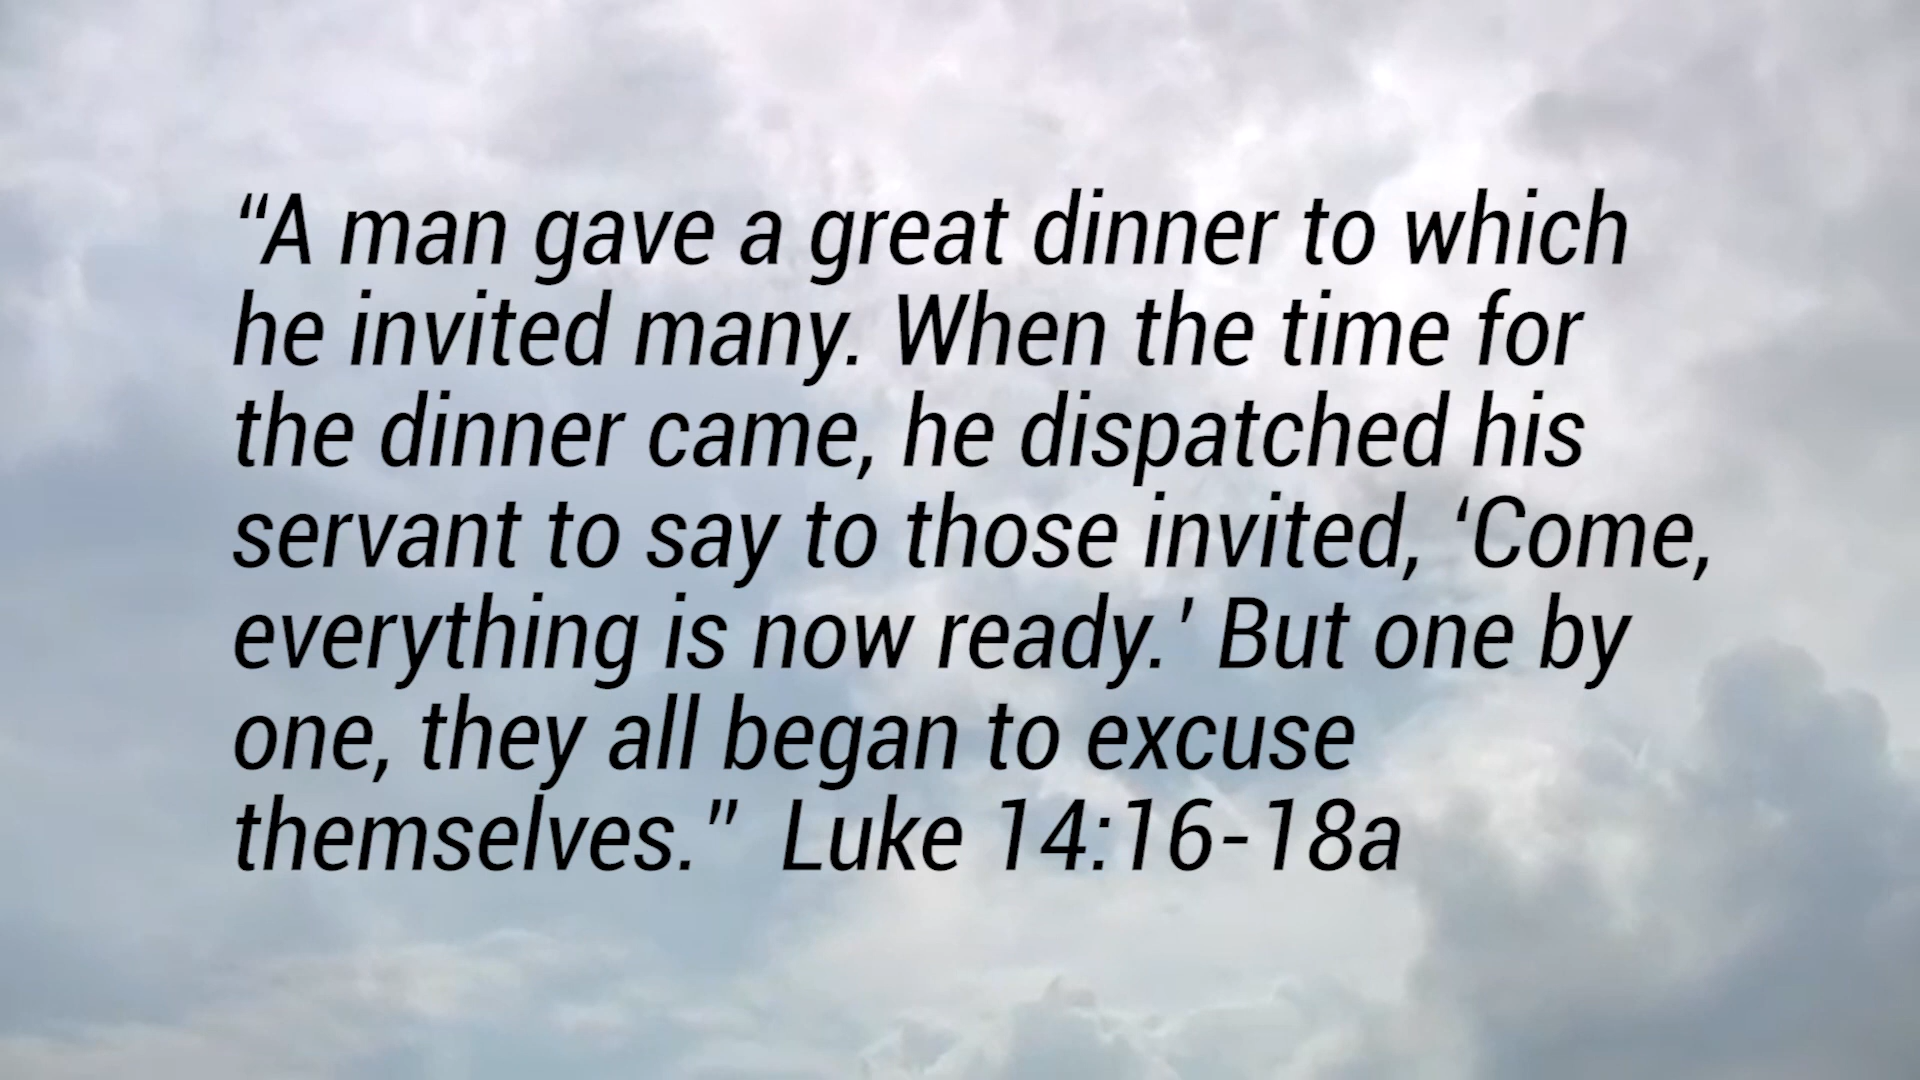 “A man gave a great dinner to which
he invited many. When the time for
the dinner came, he dispatched his
servant to say to those invited, ‘Come,
everything is now ready.’ But one by
one, they all began to excuse
themselves.”  Luke 14:16-18a